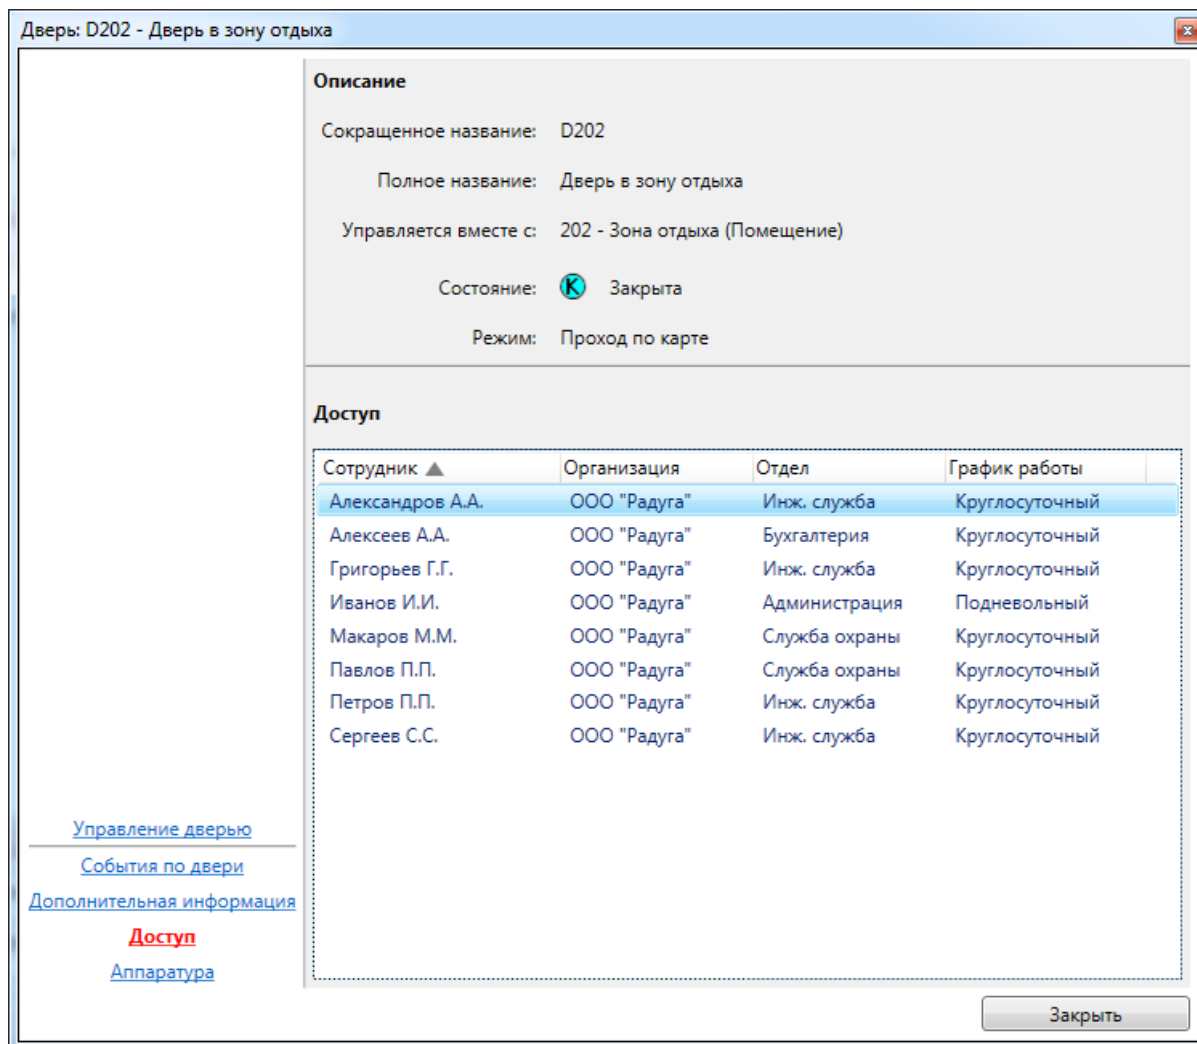 Дверь: D202 - Дверь в зону отдыха
Описание
Сокращенное название: D202
Полное название: Дверь в зону отдыха
Управляется вместе с: 202 - Зона отдыха (Помещение)
Состояние: K Закрыта
Режим: Проход по карте
Доступ
Сотрудник Организация Отдел График работы
Александров А.А. ООО "Радуга" Инж. служба Круглосуточный
Алексеев А.А. ООО "Радуга" Бухгалтерия Круглосуточный
Григорьев Г.Г. ООО "Радуга" Инж. служба Круглосуточный
Иванов И.И. ООО "Радуга" Администрация Подневольный
Макаров М.М. ООО "Радуга" Служба охраны Круглосуточный
Павлов П.П. ООО "Радуга" Служба охраны Круглосуточный
Петров П.П. ООО "Радуга" Инж. служба Круглосуточный
Сергеев С.С. ООО "Радуга" Инж. служба Круглосуточный
Управление дверью
События по двери
Дополнительная информация
Доступ
Аппаратура
Закрыть